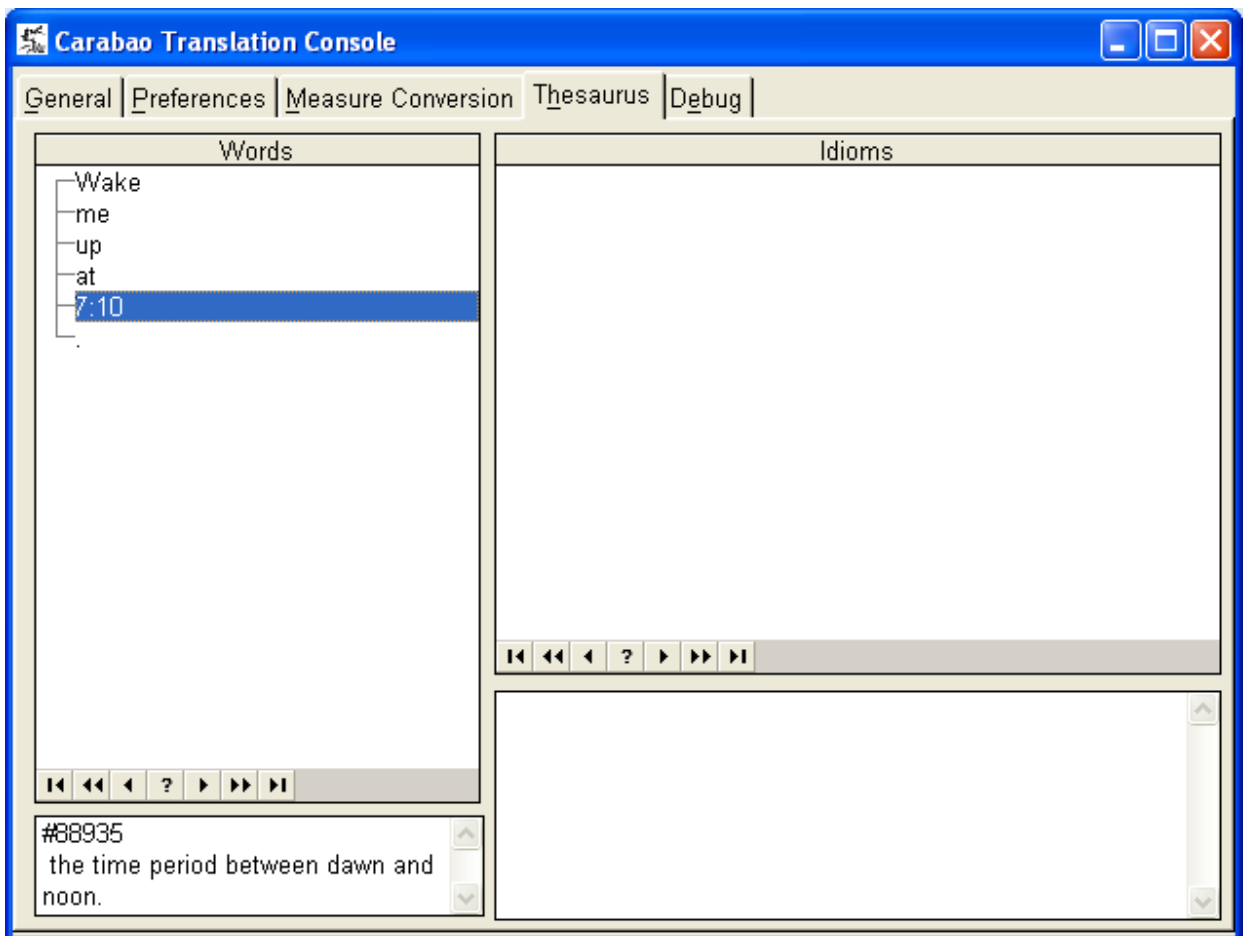 Carabao Translation Console
General Preferences Measure Conversion Thesaurus Debug
Words
Wake
me
up
at
7:10
.
Idioms
?
?
#88935
the time period between dawn and
noon.